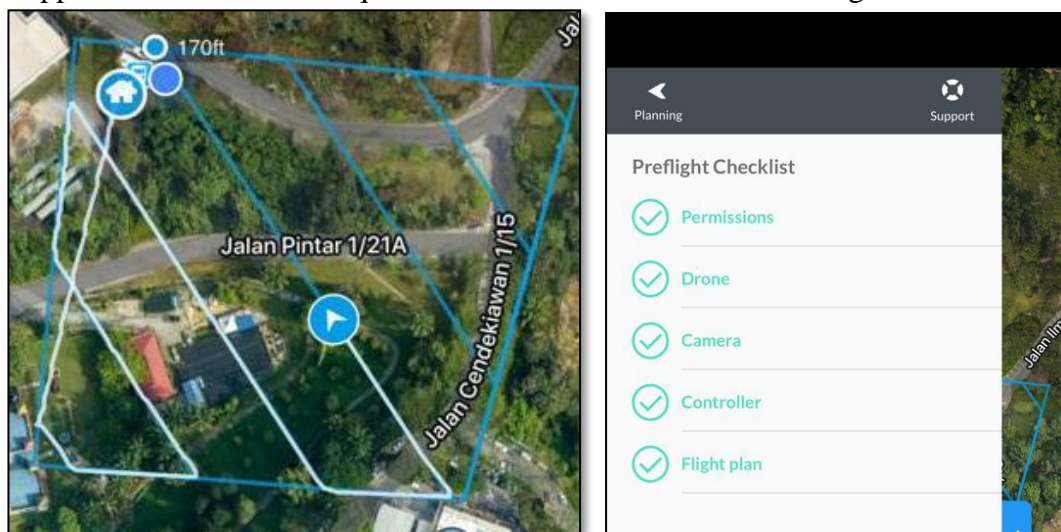 170ft
Jalan Pintar 1/21A
Jalan Cendekiawan 1/15
Planning
Support
Preflight Checklist
Permissions
Drone
Camera
Controller
Flight plan